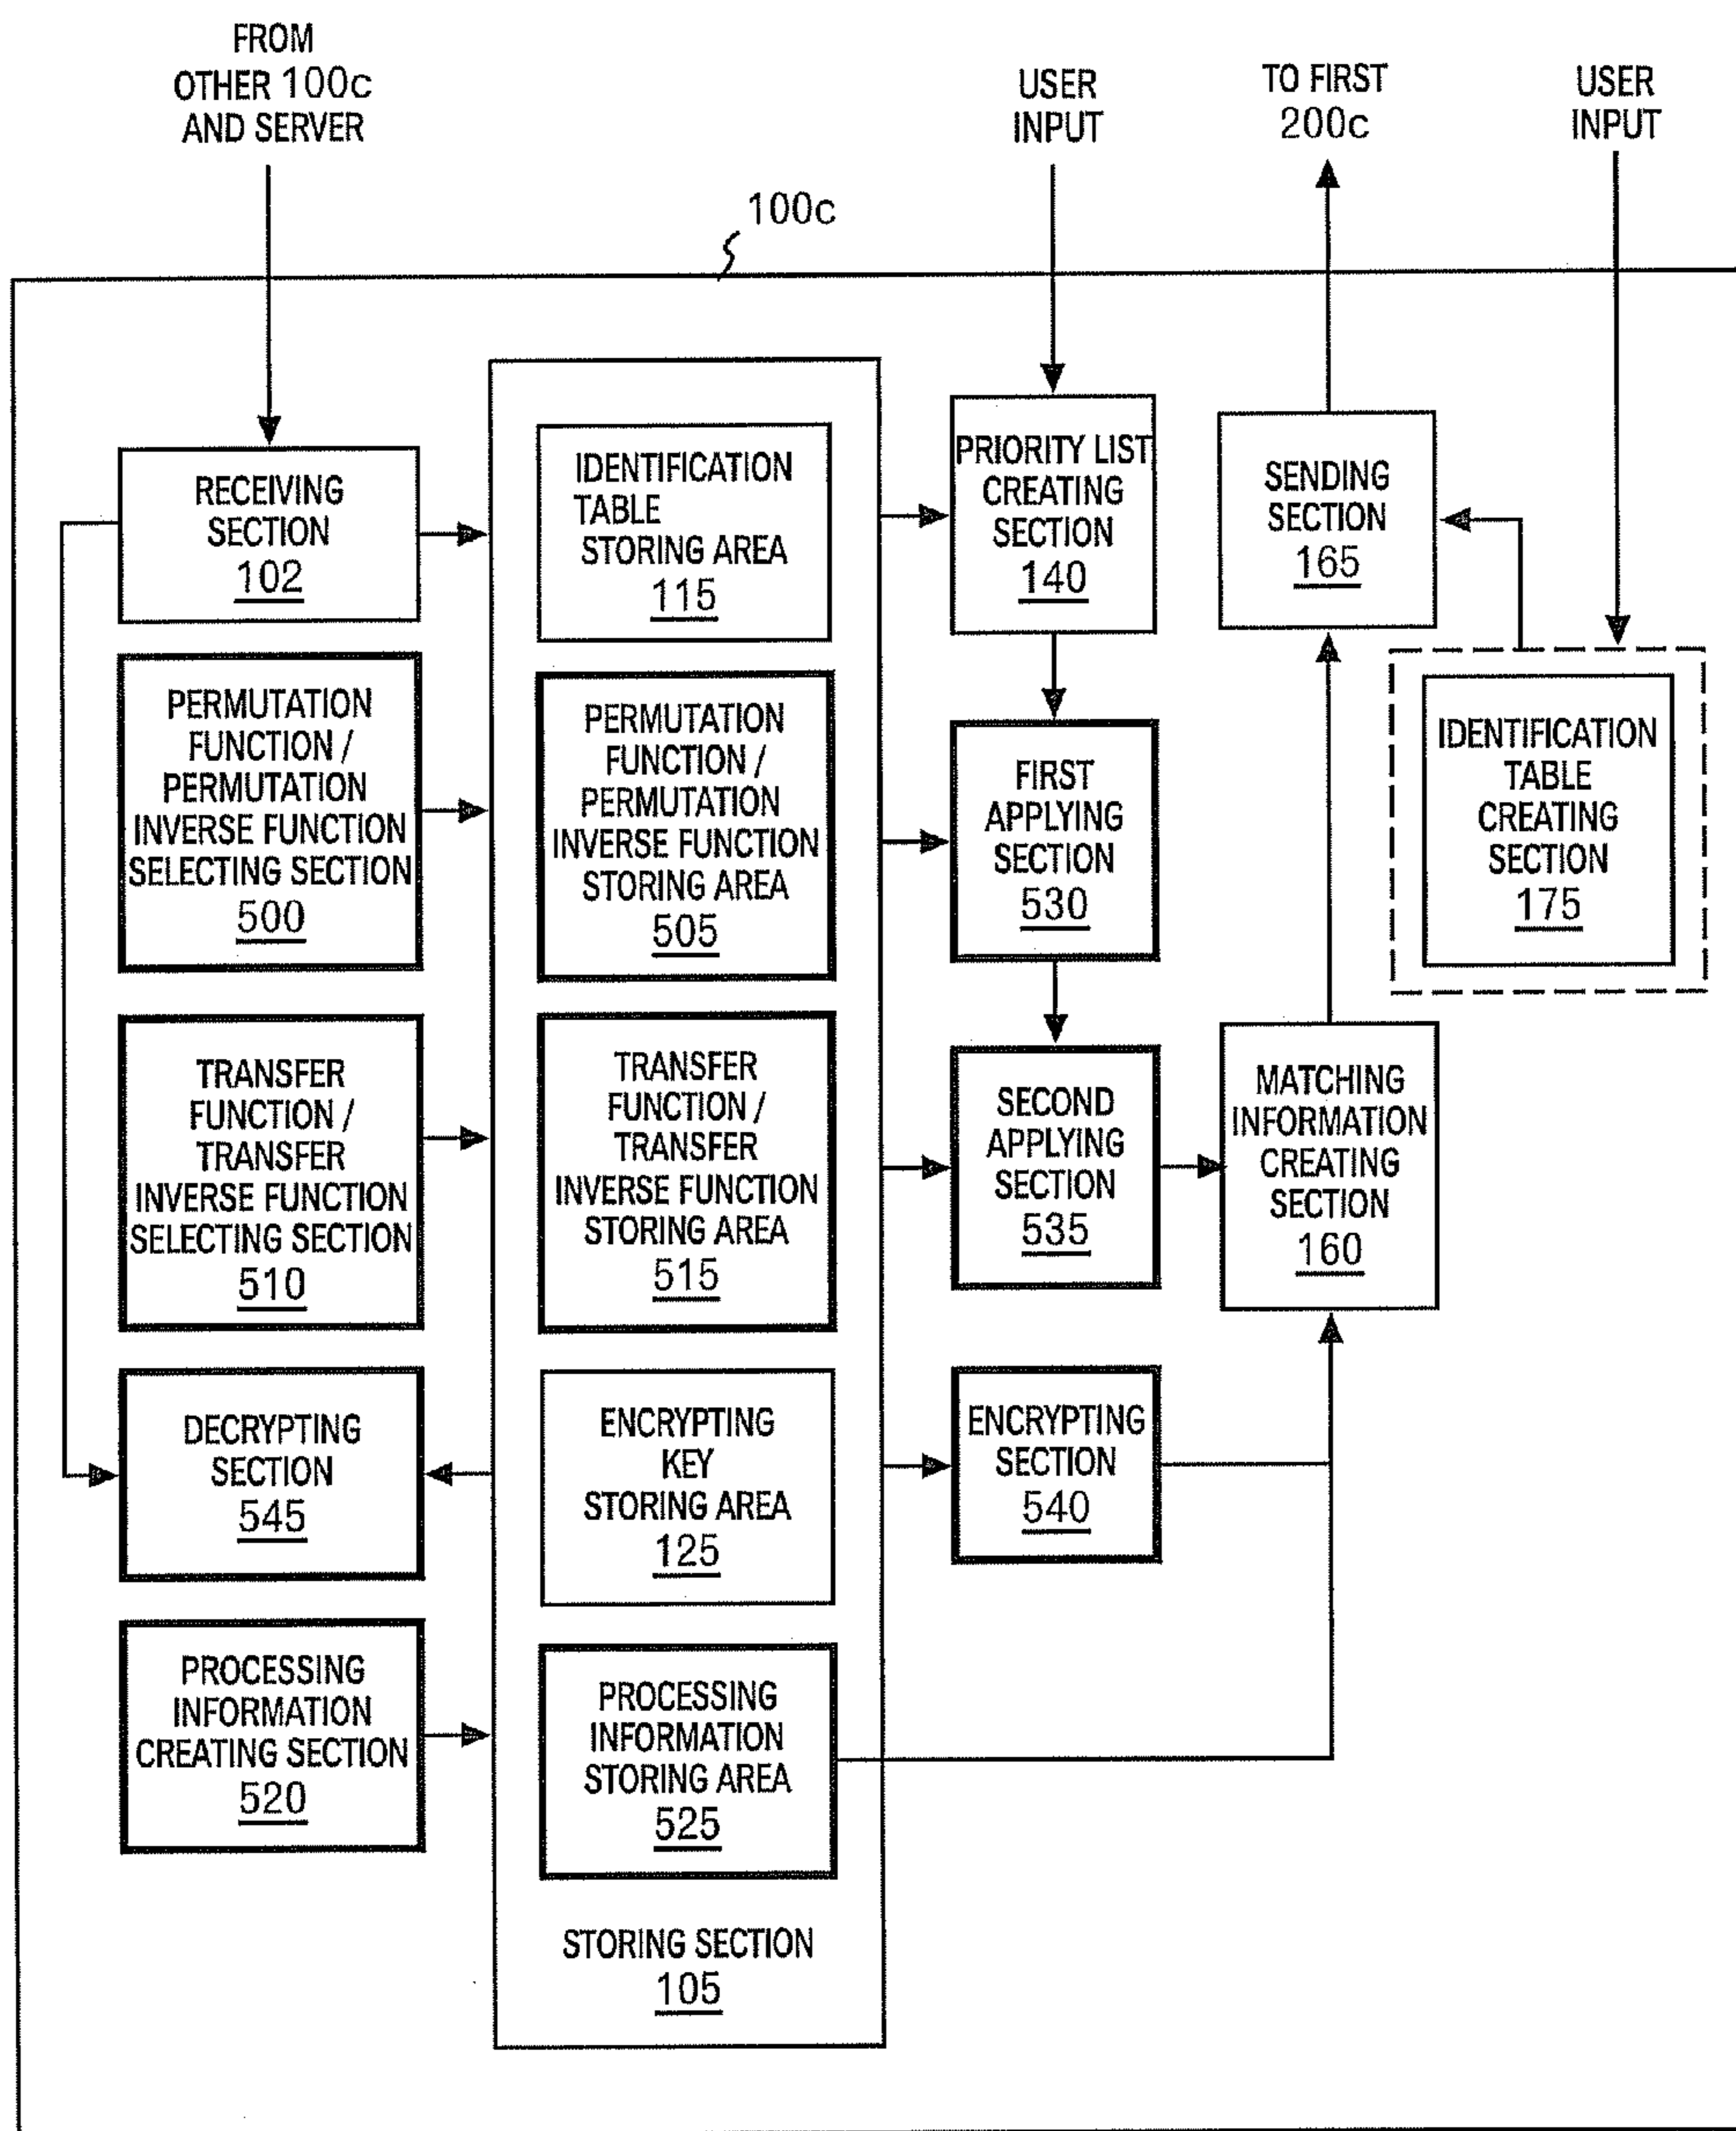 FROM
OTHER 100c
AND SERVER
USER
INPUT
TO FIRST
200c
USER
INPUT
100c
RECEIVING
SECTION
102
PERMUTATION
FUNCTION /
PERMUTATION
INVERSE FUNCTION
SELECTING SECTION
500
TRANSFER
FUNCTION /
TRANSFER
INVERSE FUNCTION
SELECTING SECTION
510
DECRYPTING
SECTION
545
PROCESSING
INFORMATION
CREATING SECTION
520
IDENTIFICATION
TABLE
STORING AREA
115
PERMUTATION
FUNCTION /
PERMUTATION
INVERSE FUNCTION
STORING AREA
505
TRANSFER
FUNCTION /
TRANSFER
INVERSE FUNCTION
STORING AREA
515
ENCRYPTING
KEY
STORING AREA
125
PROCESSING
INFORMATION
STORING AREA
525
STORING SECTION
105
PRIORITY LIST
CREATING
SECTION
140
FIRST
APPLYING
SECTION
530
SECOND
APPLYING
SECTION
535
ENCRYPTING
SECTION
540
SENDING
SECTION
165
MATCHING
INFORMATION
CREATING
SECTION
160
IDENTIFICATION
TABLE
CREATING
SECTION
175